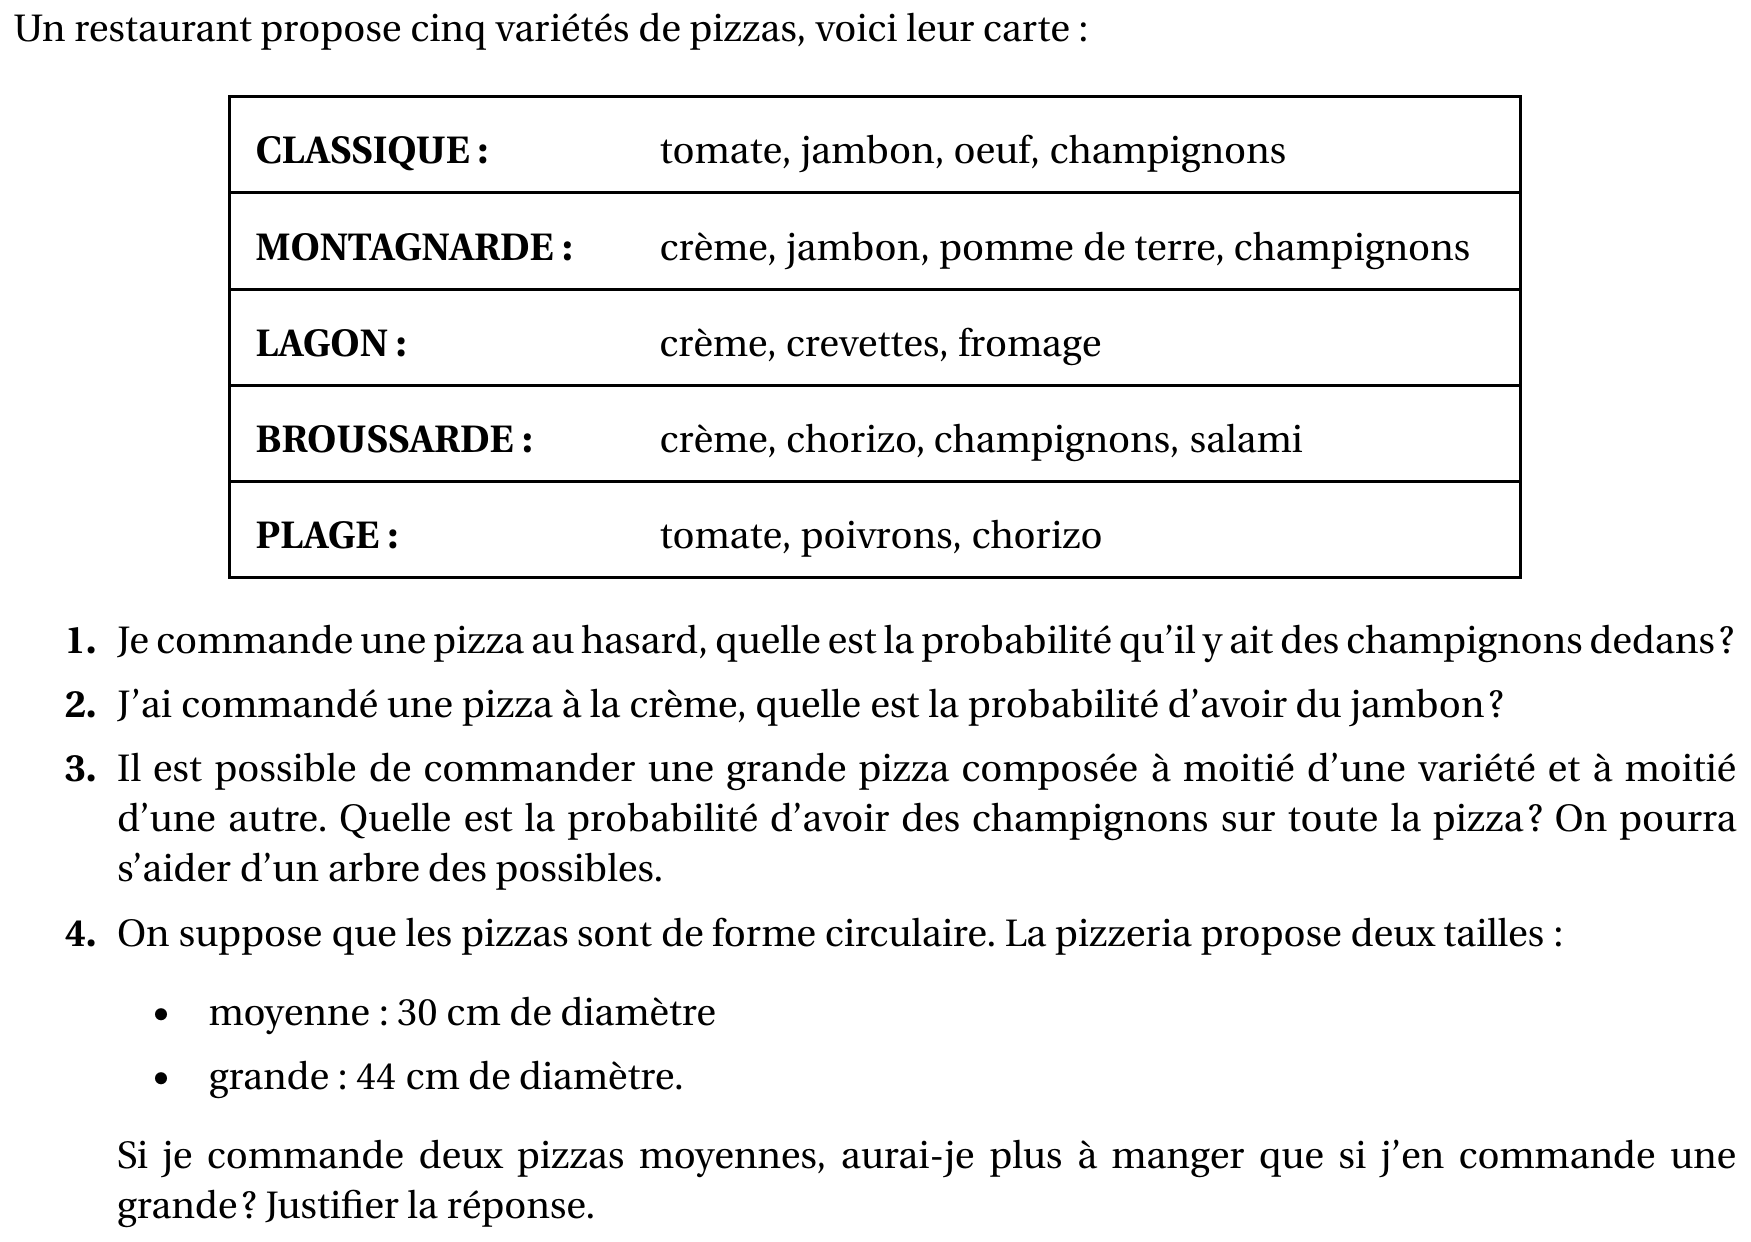 Un restaurant propose cinq variétés de pizzas, voici leur carte :
CLASSIQUE : tomate, jambon, oeuf, champignons
MONTAGNARDE : crème, jambon, pomme de terre, champignons
LAGON : crème, crevettes, fromage
BROUSSARDE : crème, chorizo, champignons, salami
PLAGE : tomate, poivrons, chorizo
1. Je commande une pizza au hasard, quelle est la probabilité qu’il y ait des champignons dedans ?
2. J’ai commandé une pizza à la crème, quelle est la probabilité d’avoir du jambon ?
3. Il est possible de commander une grande pizza composée à moitié d’une variété et à moitié
d’une autre. Quelle est la probabilité d’avoir des champignons sur toute la pizza ? On pourra
s’aider d’un arbre des possibles.
4. On suppose que les pizzas sont de forme circulaire. La pizzeria propose deux tailles :
• moyenne : 30 cm de diamètre
• grande : 44 cm de diamètre.
Si je commande deux pizzas moyennes, aurai-je plus à manger que si j’en commande une
grande ? Justifier la réponse.